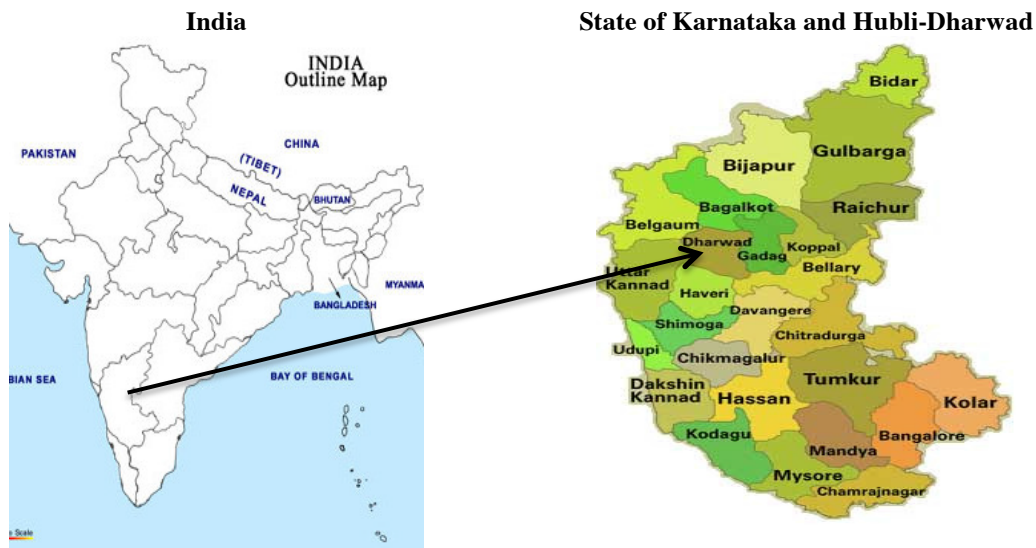 India
State of Karnataka and Hubli-Dharwad
INDIA
Outline Map
PAKISTAN
CHINA
(TIBET)
NEPAL
BHUTAN
MYANMA
BANGLADESH
BIAN SEA
BAY OF BENGAL
Scale
Bidar
Gulbarga
Bijapur
Raichur
Bagalkot
Belgaum
Dharwad
Gadag
Koppal
Bellary
Uttar
Kannad
Haveri
Davangere
Shimoga
Chitradurga
Udupi
Chikmagalur
Dakshin
Kannad
Hassan
Tumkur
Kolar
Kodagu
Mandya
Bangalore
Mysore
Chamrajnagar